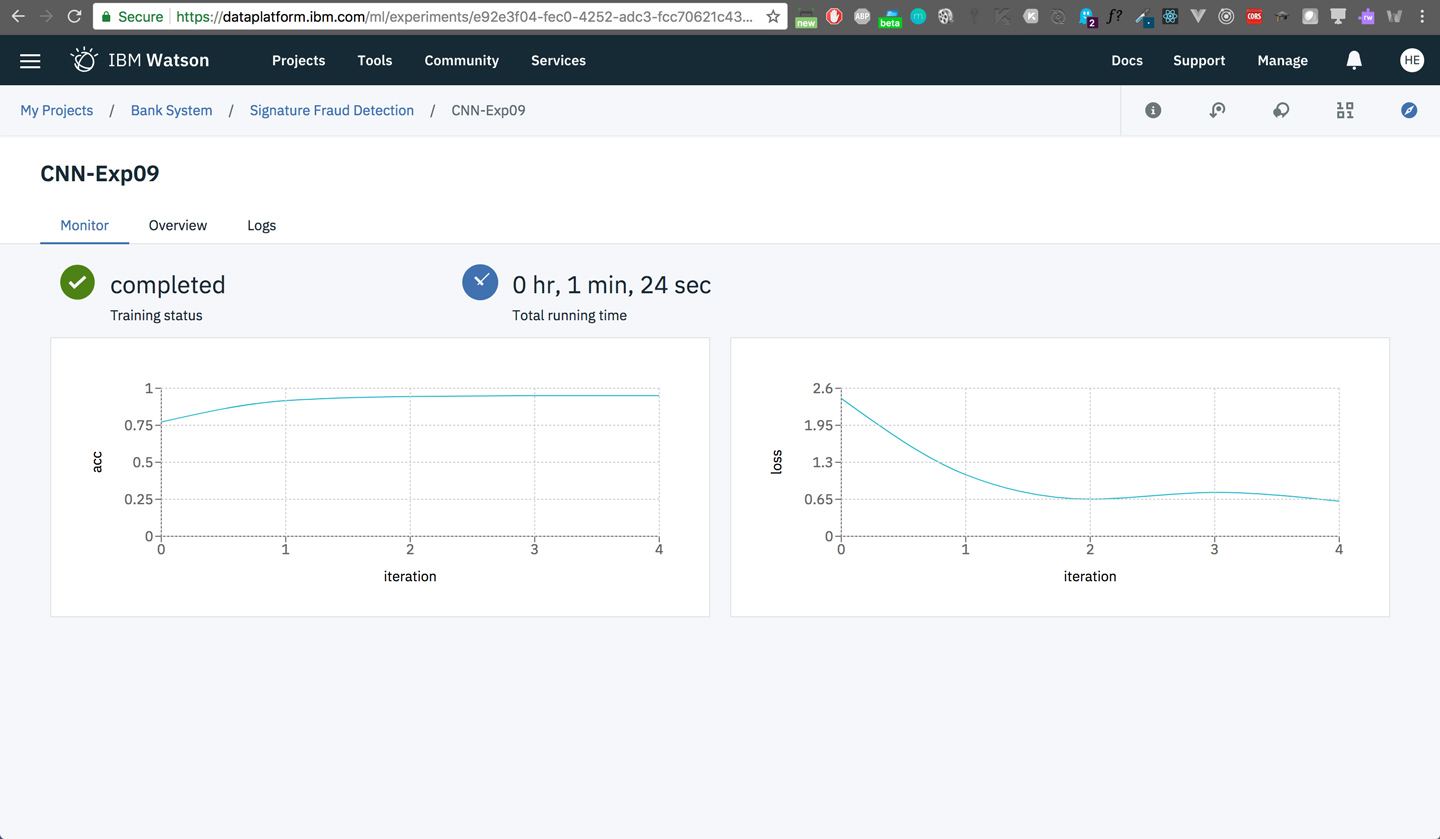 Secure https://dataplatform.ibm.com/ml/experiments/e92e3f04-fec0-4252-adc3-fcc70621c43...
new ABP beta m K 2 f? CORS rw
IBM Watson Projects Tools Community Services Docs Support Manage HE
My Projects / Bank System / Signature Fraud Detection / CNN-Exp09
CNN-Exp09
Monitor Overview Logs
completed
Training status
0 hr, 1 min, 24 sec
Total running time
1
0.75
0.5
0.25
0
acc
0 1 2 3 4
iteration
2.6
1.95
1.3
0.65
0
loss
0 1 2 3 4
iteration